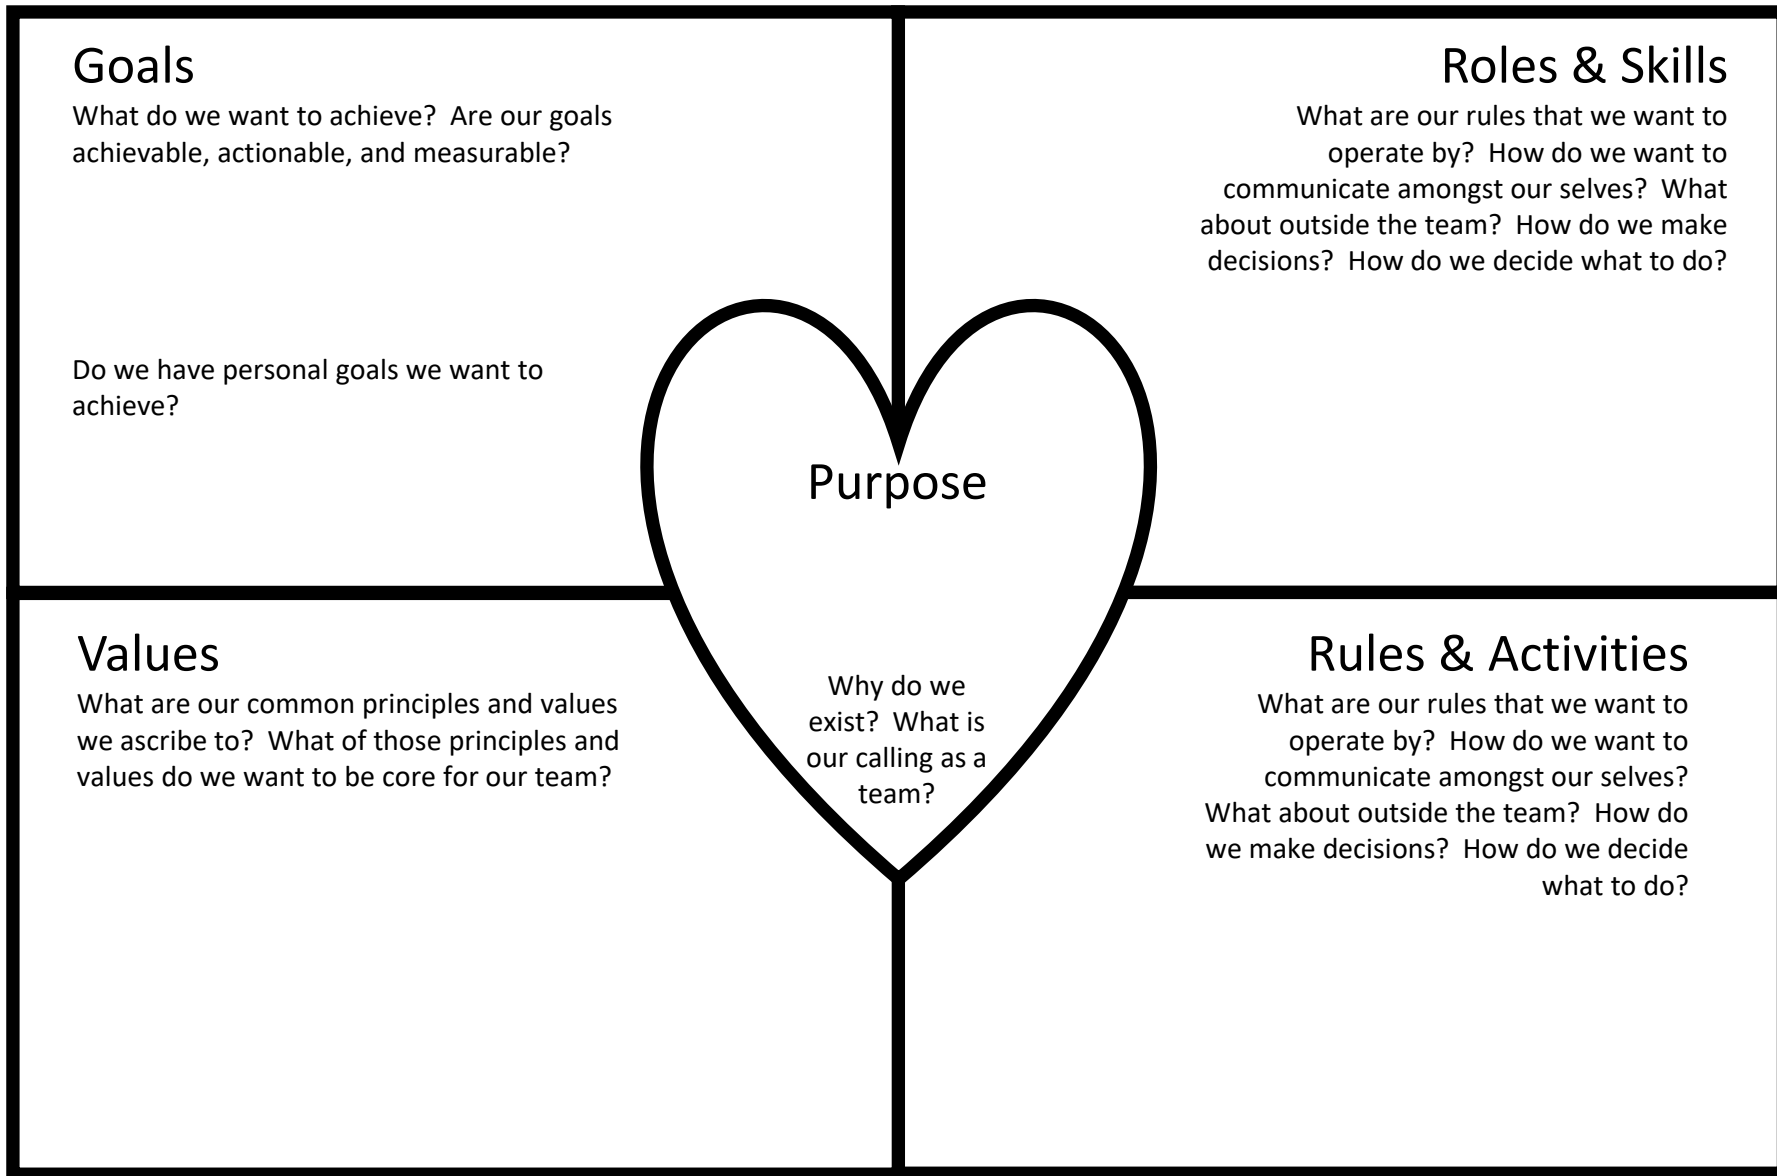 Goals
What do we want to achieve?  Are our goals
achievable, actionable, and measurable?
Do we have personal goals we want to
achieve?
Roles & Skills
What are our rules that we want to
operate by?  How do we want to
communicate amongst our selves?  What
about outside the team?  How do we make
decisions?  How do we decide what to do?
Purpose
Why do we
exist?  What is
our calling as a
team?
Values
What are our common principles and values
we ascribe to?  What of those principles and
values do we want to be core for our team?
Rules & Activities
What are our rules that we want to
operate by?  How do we want to
communicate amongst our selves?
What about outside the team?  How do
we make decisions?  How do we decide
what to do?